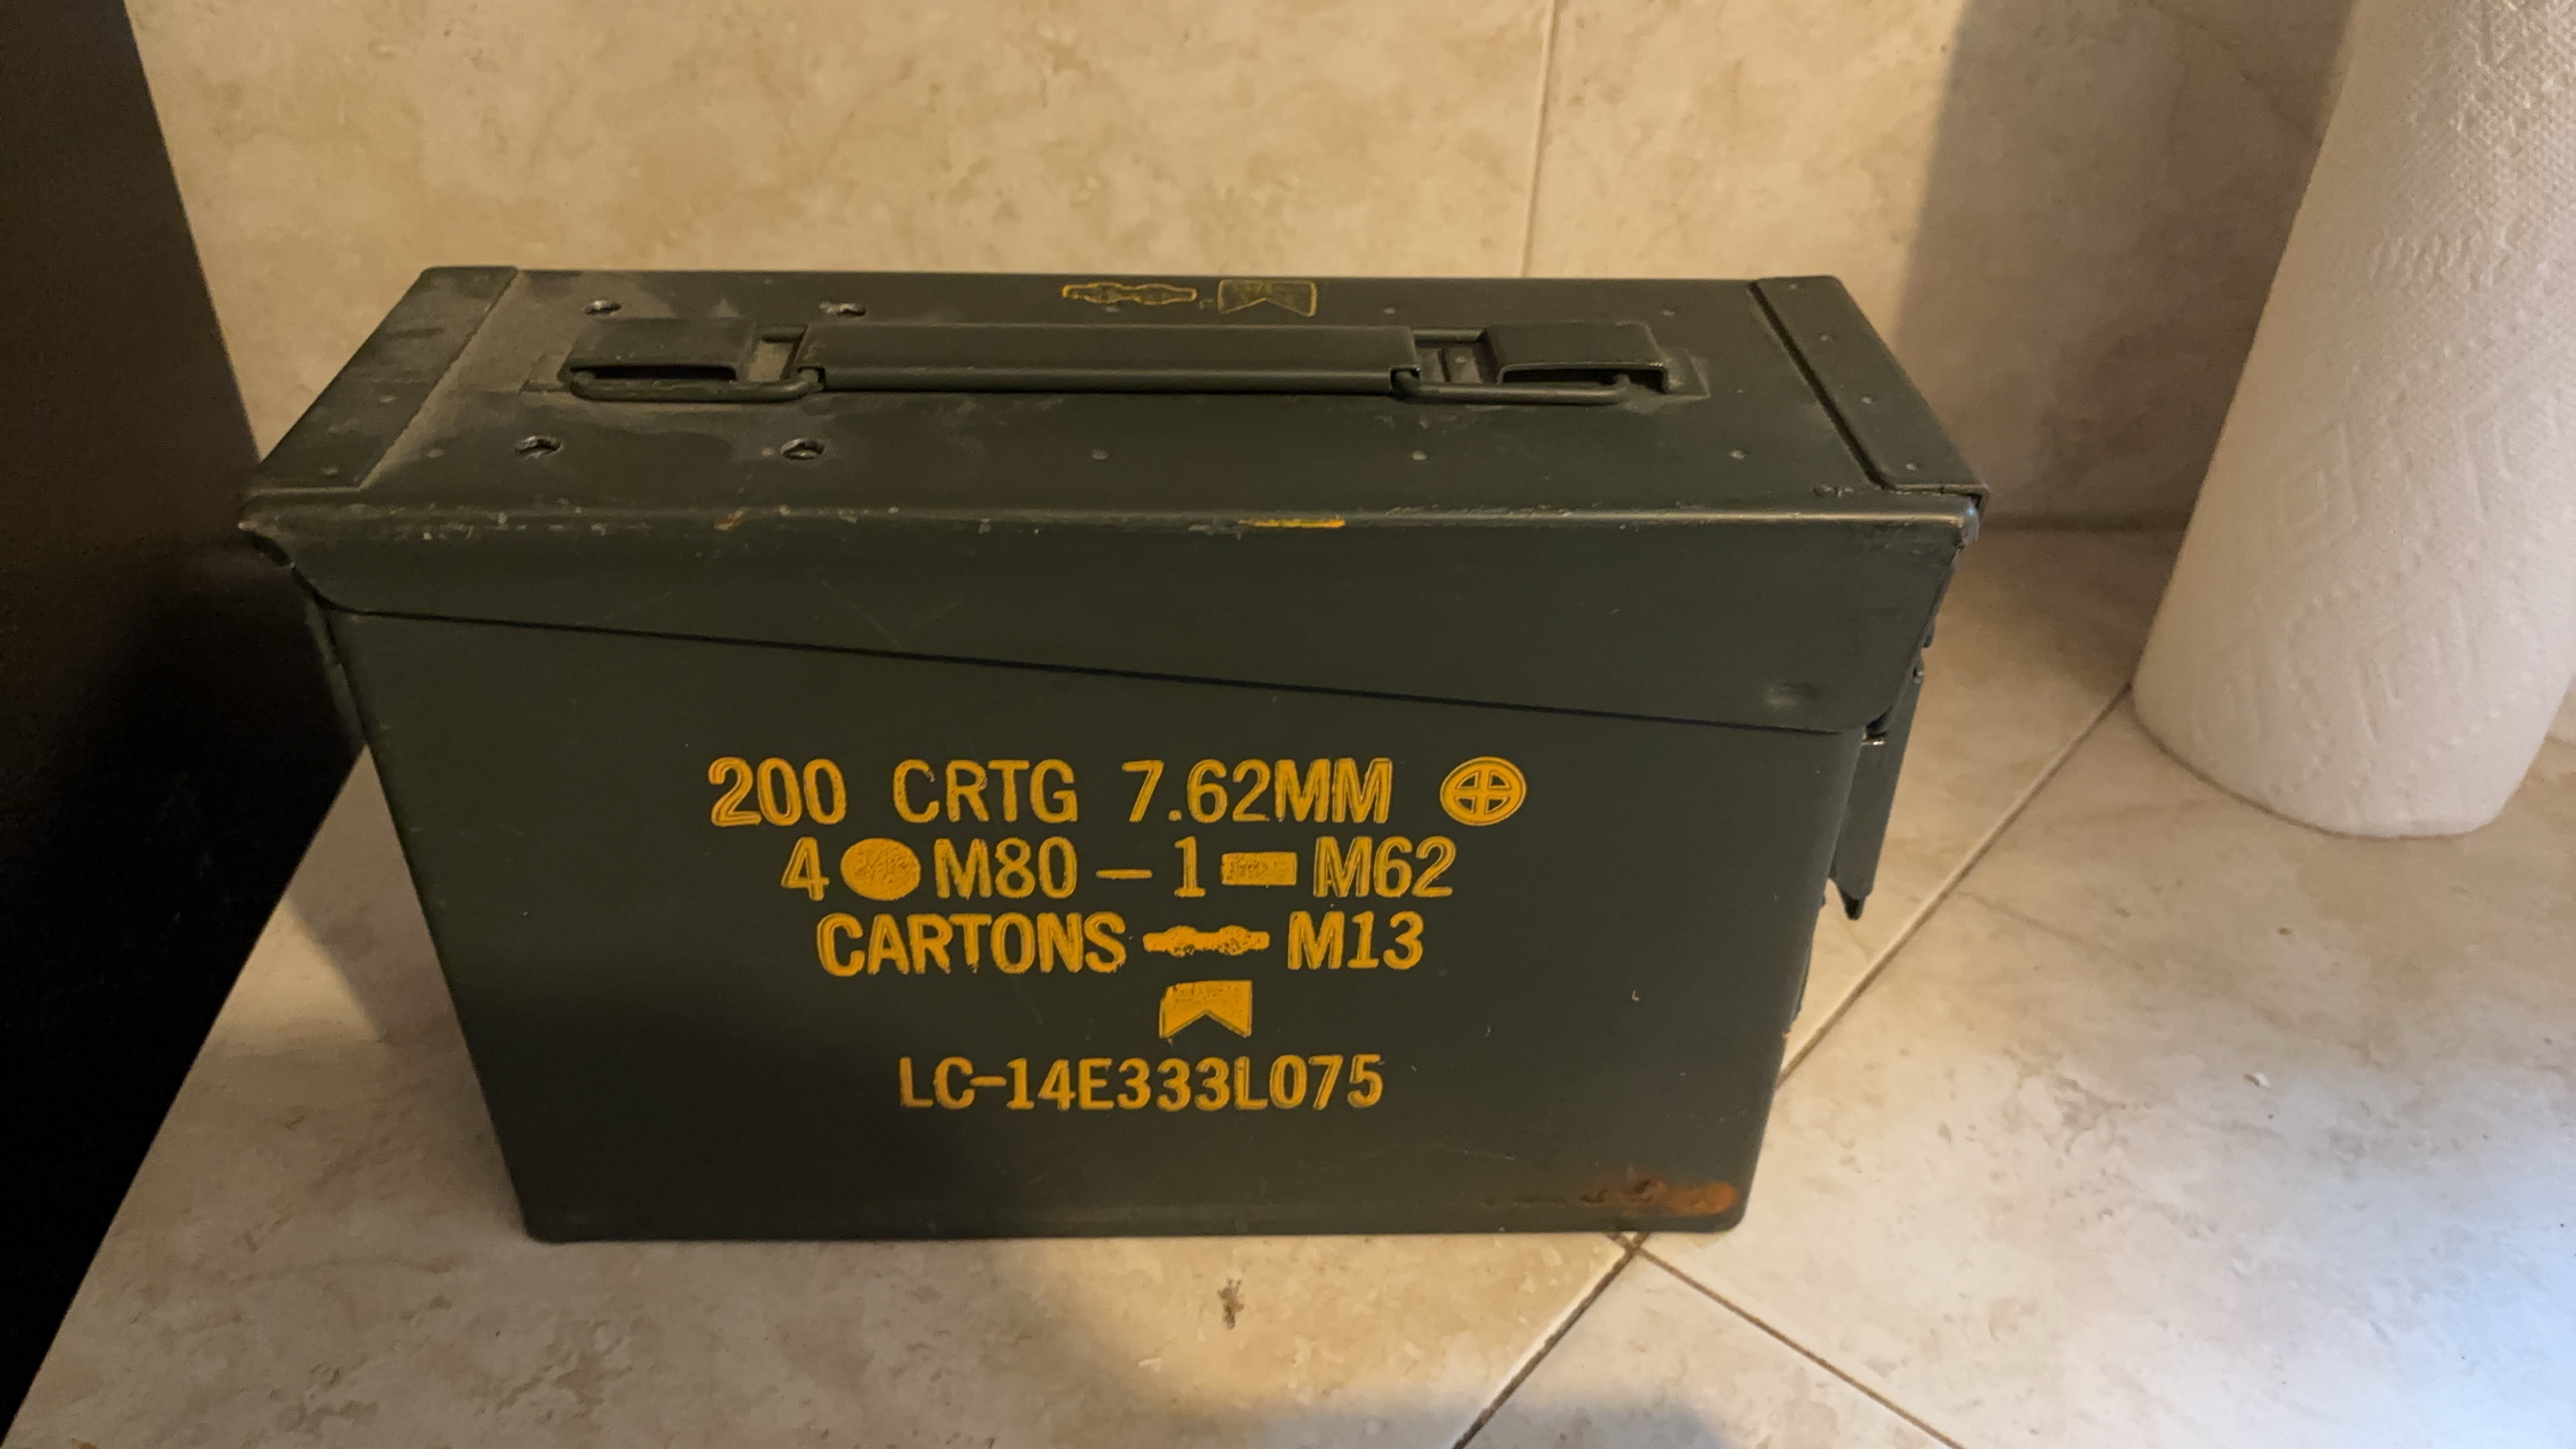 200 CRTG 7.62MM
4 M80 – 1 M62
CARTONS M13
LC-14E333L075